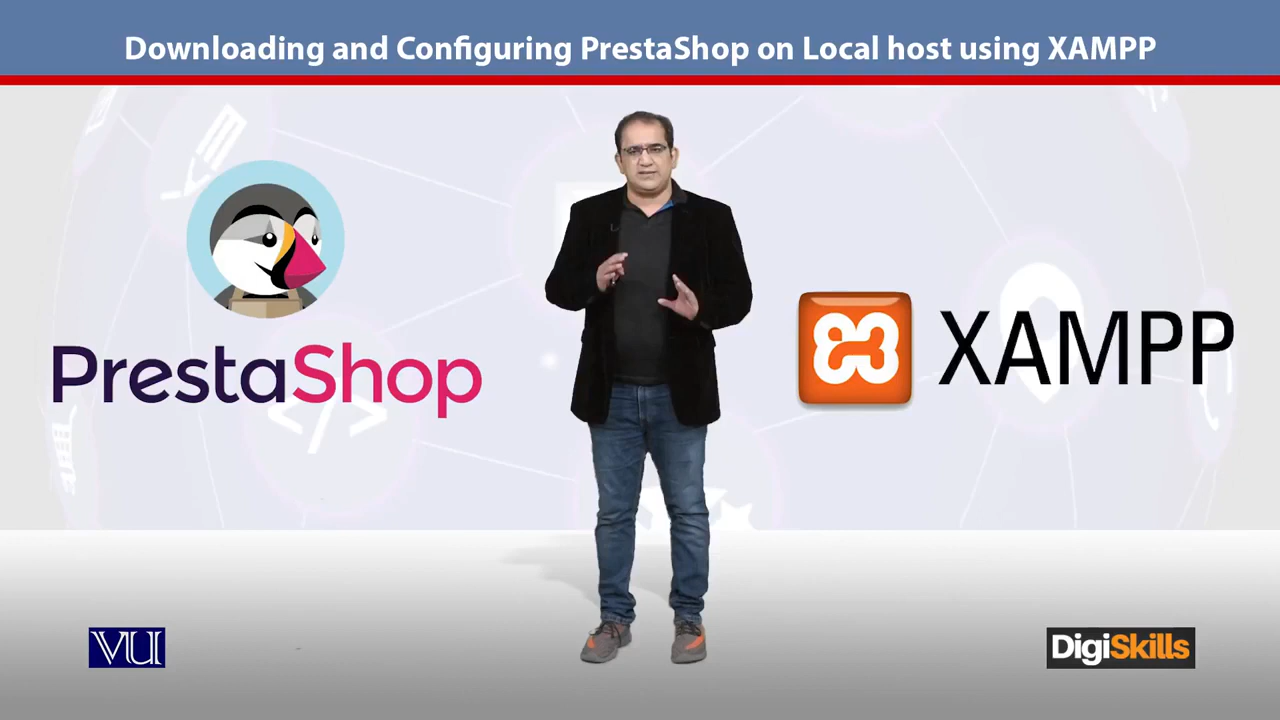 Downloading and Configuring PrestaShop on Local host using XAMPP
PrestaShop
XAMPP
VU
DigiSkills